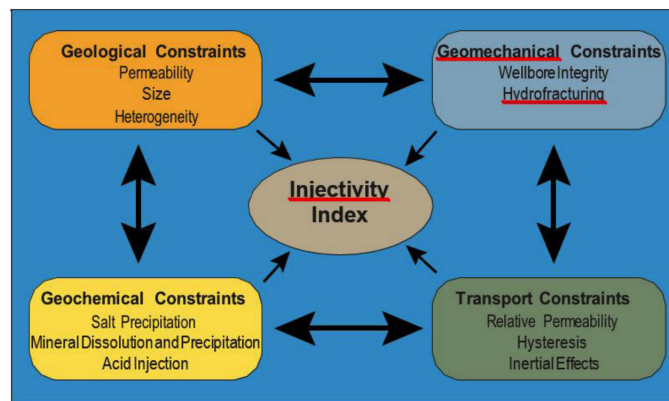 Geological Constraints
Permeability
Size
Heterogeneity
Geomechanical Constraints
Wellbore Integrity
Hydrofracturing
Injectivity
Index
Geochemical Constraints
Salt Precipitation
Mineral Dissolution and Precipitation
Acid Injection
Transport Constraints
Relative Permeability
Hysteresis
Inertial Effects